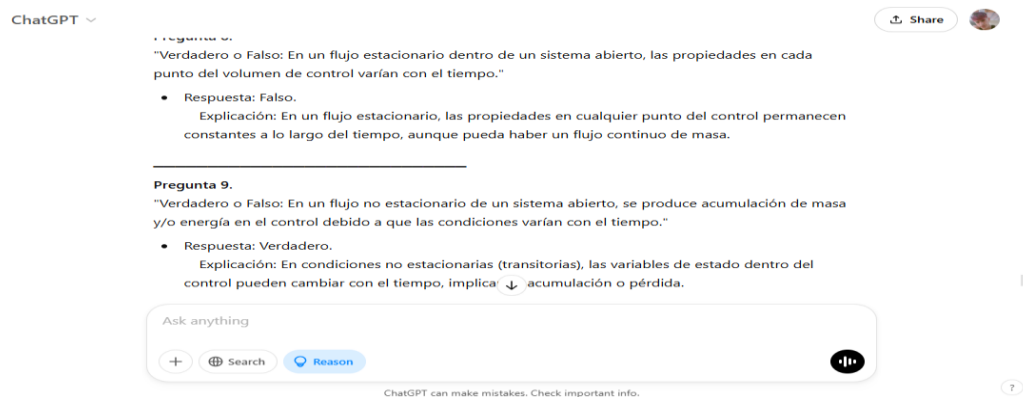 ChatGPT
Share
"Verdadero o Falso: En un flujo estacionario dentro de un sistema abierto, las propiedades en cada
punto del volumen de control varían con el tiempo."
Respuesta: Falso.
Explicación: En un flujo estacionario, las propiedades en cualquier punto del control permanecen
constantes a lo largo del tiempo, aunque pueda haber un flujo continuo de masa.
Pregunta 9.
"Verdadero o Falso: En un flujo no estacionario de un sistema abierto, se produce acumulación de masa
y/o energía en el control debido a que las condiciones varían con el tiempo."
Respuesta: Verdadero.
Explicación: En condiciones no estacionarias (transitorias), las variables de estado dentro del
control pueden cambiar con el tiempo, acumulación o pérdida.
Ask anything
Search
Reason
ChatGPT can make mistakes. Check important info.
?